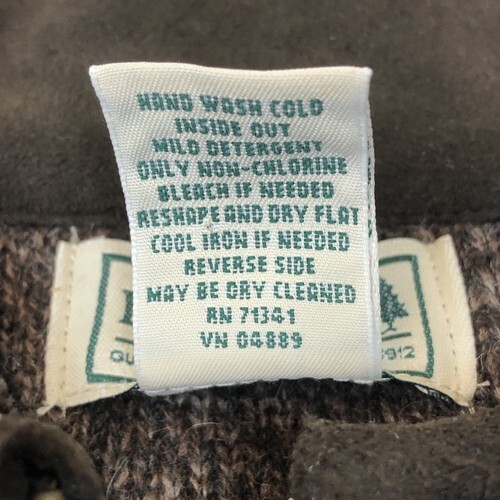 HAND WASH COLD
INSIDE OUT
MILD DETERGENT
ONLY NON-CHLORINE
BLEACH IF NEEDED
RESHAPE AND DRY FLAT
COOL IRON IF NEEDED
REVERSE SIDE
MAY BE DRY CLEANED
RN 71341
VN 04889